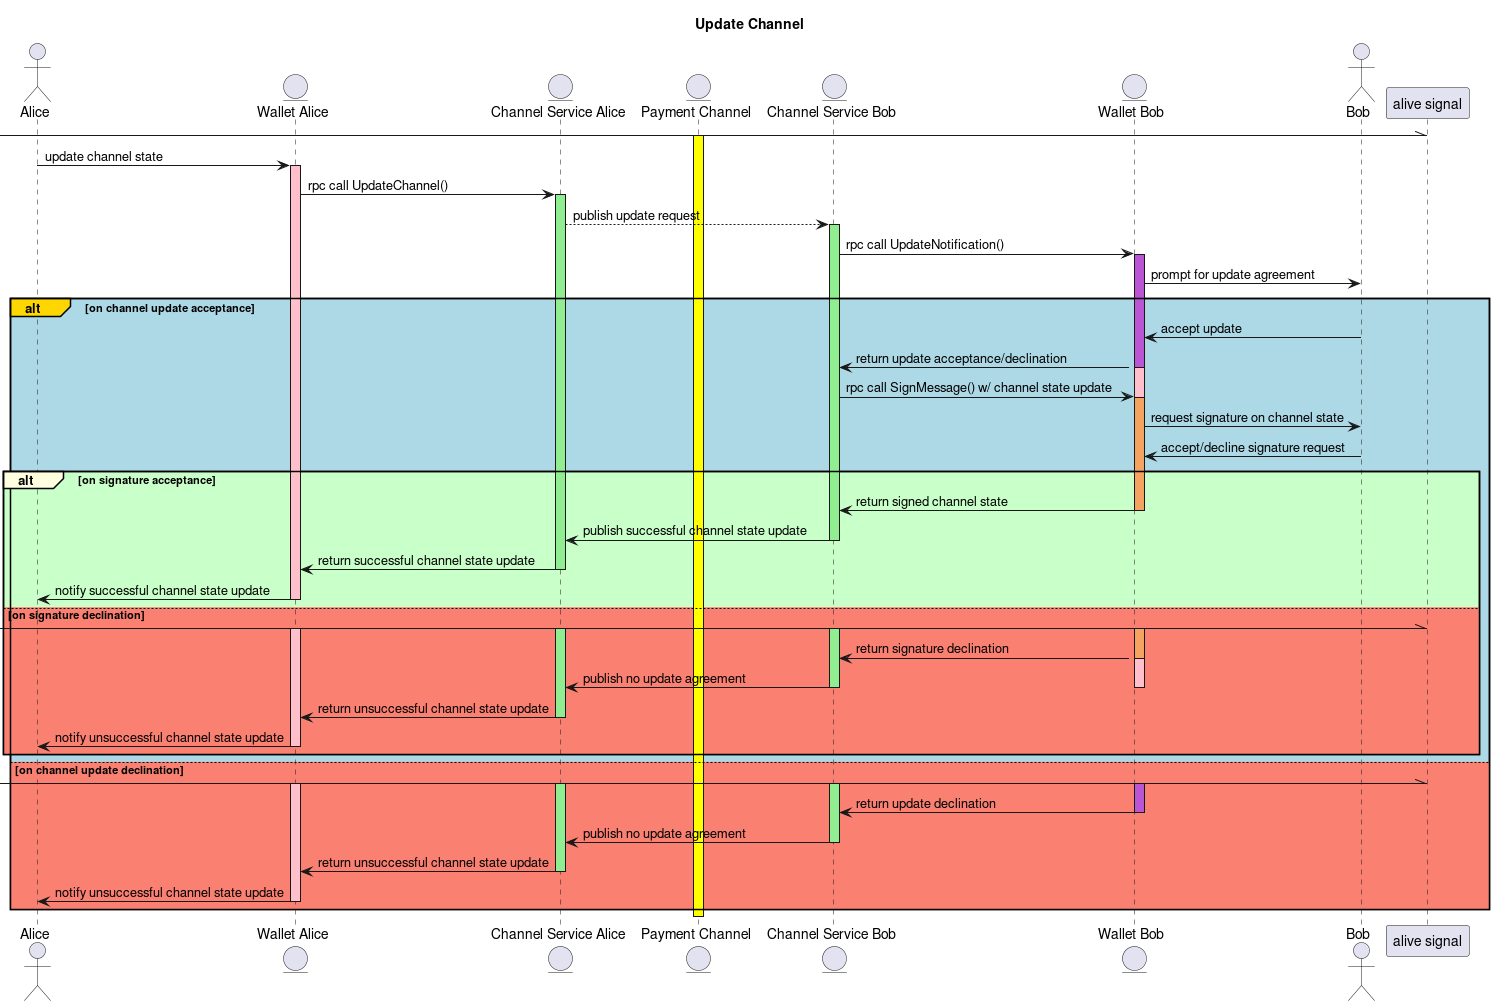 Update Channel
Alice
Wallet Alice
Channel Service Alice
Payment Channel
Channel Service Bob
Wallet Bob
Bob
alive signal
update channel state
rpc call UpdateChannel()
publish update request
rpc call UpdateNotification()
prompt for update agreement
alt
[on channel update acceptance]
accept update
return update acceptance/declination
rpc call SignMessage() w/ channel state update
request signature on channel state
accept/decline signature request
alt
[on signature acceptance]
return signed channel state
publish successful channel state update
return successful channel state update
notify successful channel state update
[on signature declination]
return signature declination
publish no update agreement
return unsuccessful channel state update
notify unsuccessful channel state update
[on channel update declination]
return update declination
publish no update agreement
return unsuccessful channel state update
notify unsuccessful channel state update
Alice
Wallet Alice
Channel Service Alice
Payment Channel
Channel Service Bob
Wallet Bob
Bob
alive signal